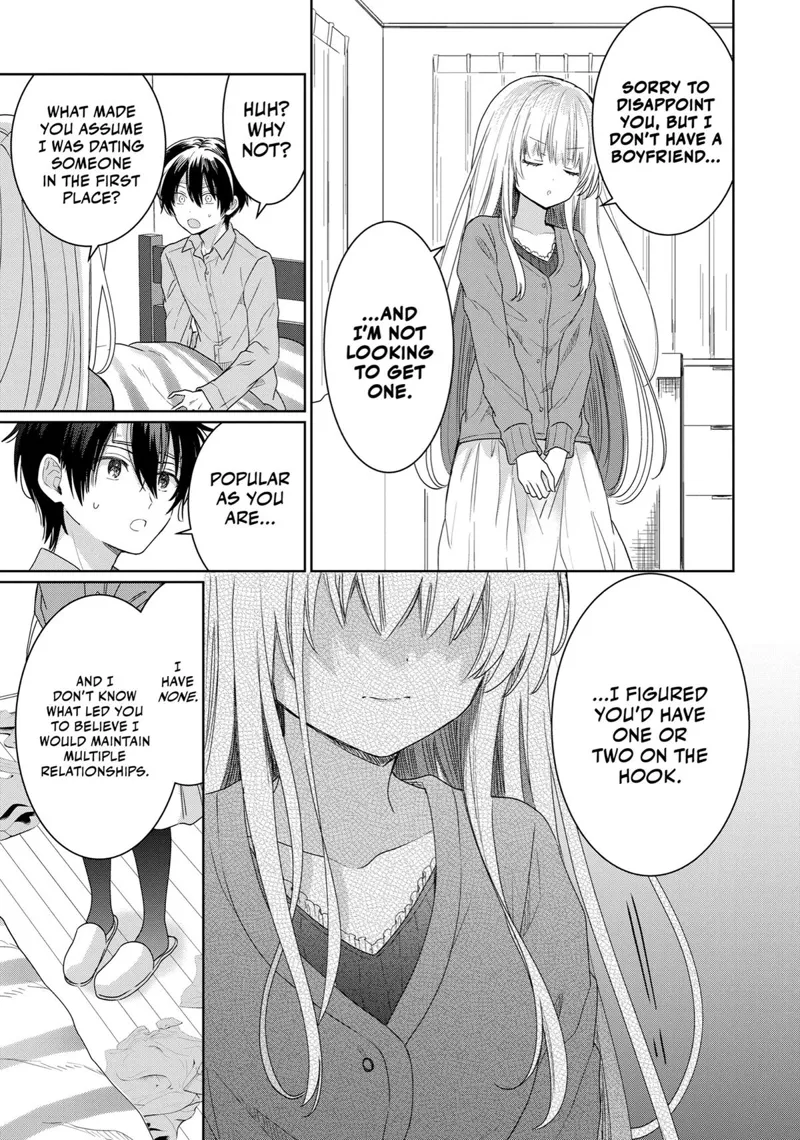 SORRY TO
DISAPPOINT
YOU, BUT I
DON'T HAVE A
BOYFRIEND...
...AND
I'M NOT
LOOKING
TO GET
ONE.
HUH?
WHY
NOT?
WHAT MADE
YOU ASSUME
I WAS DATING
SOMEONE
IN THE FIRST
PLACE?
POPULAR
AS YOU
ARE...
...I FIGURED
YOU'D HAVE
ONE OR
TWO ON THE
HOOK.
I
HAVE
NONE.
AND I
DON'T KNOW
WHAT LED YOU
TO BELIEVE I
WOULD MAINTAIN
MULTIPLE
RELATIONSHIPS.